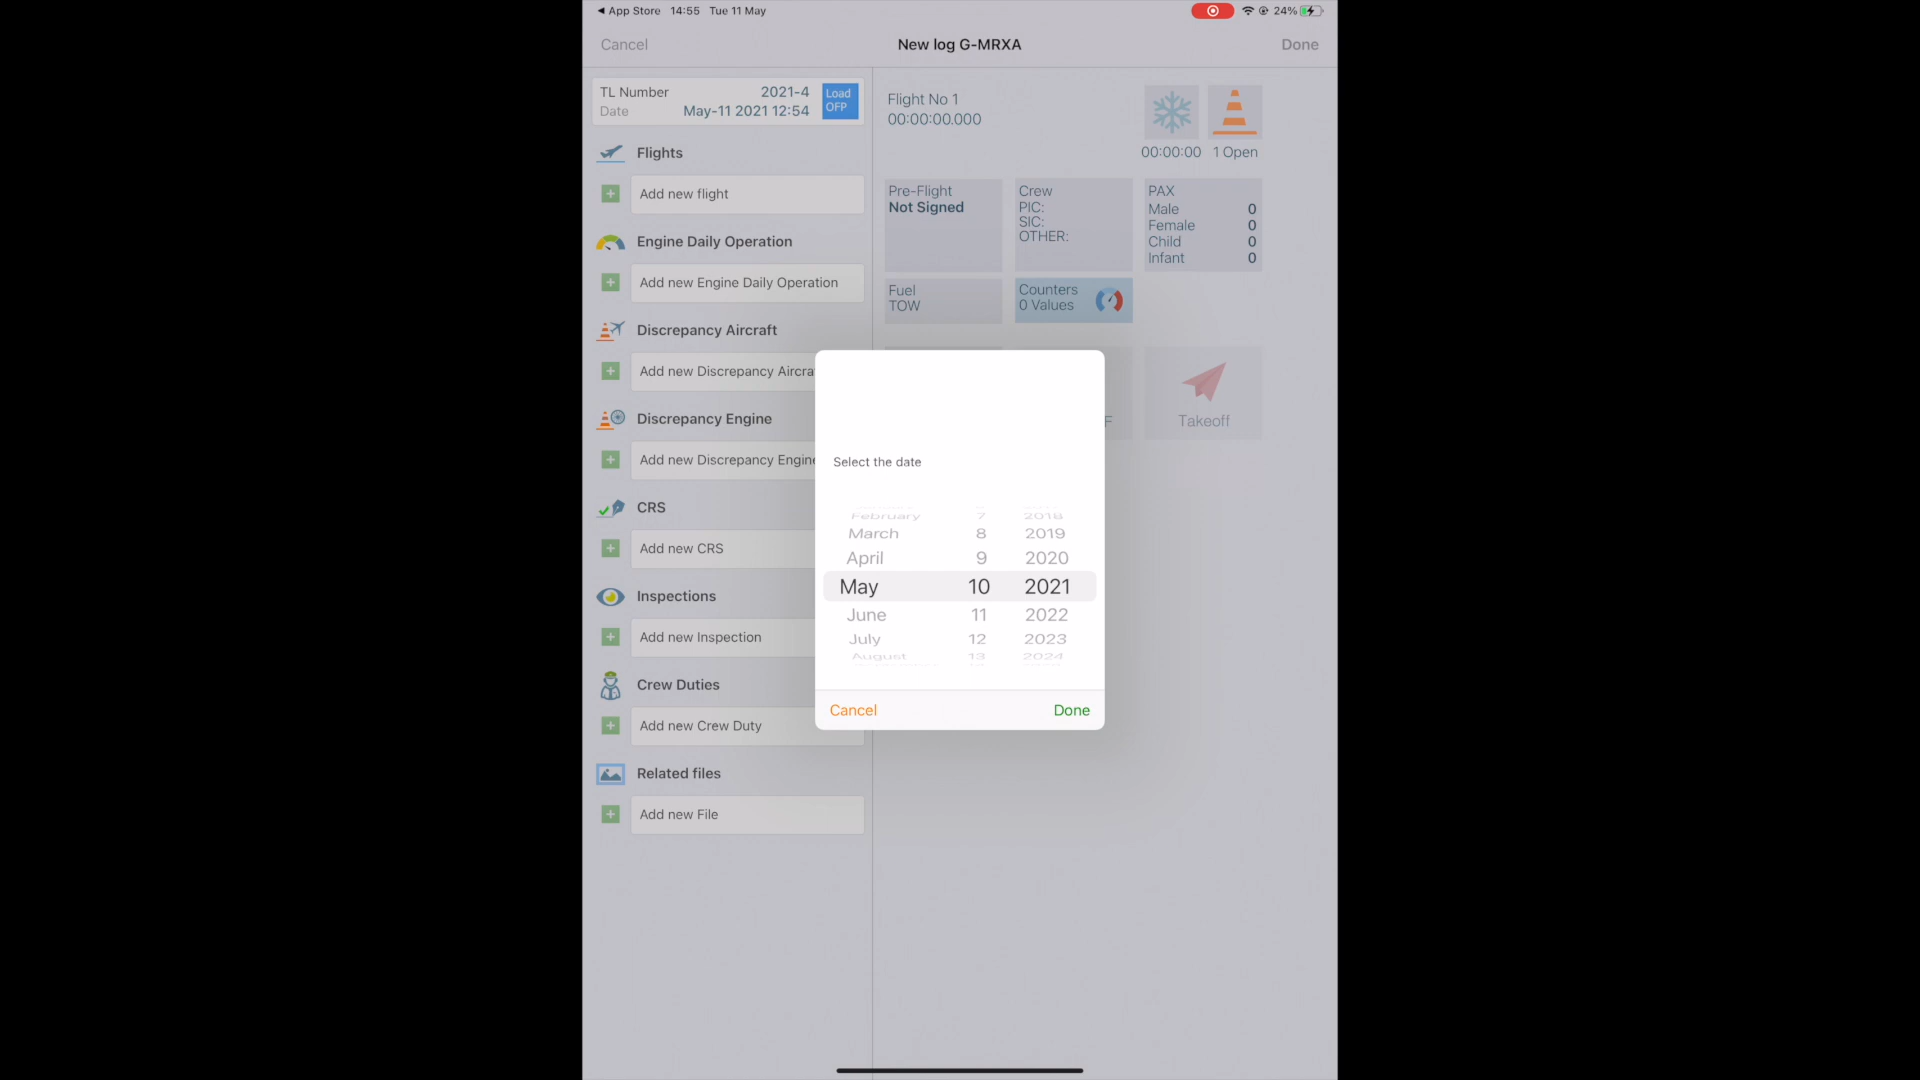 ◀ App Store 14:55 Tue 11 May
24%
Cancel
New log G-MRXA
Done
TL Number 2021-4
Date May-11 2021 12:54
Load
OFP
Flights
Add new flight
Engine Daily Operation
Add new Engine Daily Operation
Discrepancy Aircraft
Add new Discrepancy Aircra
Discrepancy Engine
Add new Discrepancy Engine
CRS
Add new CRS
Inspections
Add new Inspection
Crew Duties
Add new Crew Duty
Related files
Add new File
Flight No 1
00:00:00.000
00:00:00 1 Open
Pre-Flight
Not Signed
Crew
PIC:
SIC:
OTHER:
PAX
Male 0
Female 0
Child 0
Infant 0
Fuel
TOW
Counters
0 Values
F
Takeoff
Select the date
February 7 2018
March 8 2019
April 9 2020
May 10 2021
June 11 2022
July 12 2023
August 13 2024
Cancel Done